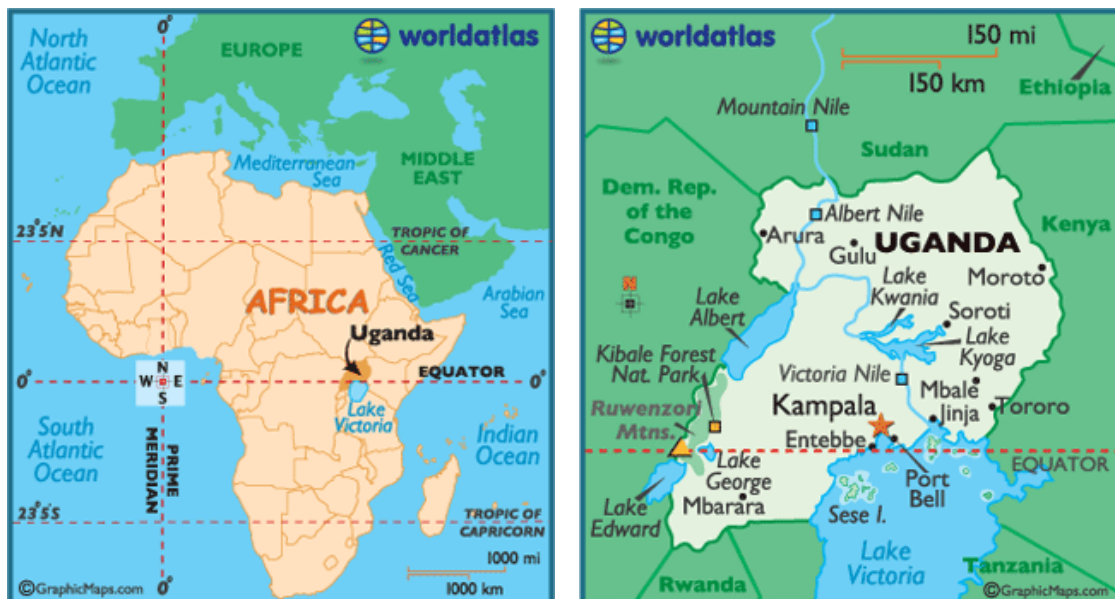 0°
North
Atlantic
Ocean
EUROPE
worldatlas
Mediterranean
Sea
MIDDLE
EAST
23°5'N
TROPIC OF
CANCER
Red Sea
AFRICA
Arabian
Sea
Uganda
N
W E
S
EQUATOR
0°
Lake
Victoria
South
Atlantic
Ocean
PRIME
MERIDIAN
Indian
Ocean
23°5'S
TROPIC OF
CAPRICORN
1000 mi
1000 km
©GraphicMaps.com
0°
worldatlas
150 mi
150 km
Ethiopia
Mountain Nile
Sudan
Dem. Rep.
of the
Congo
Albert Nile
Arura
Gulu
UGANDA
Kenya
Moroto
N
Lake
Albert
Lake
Kwania
Soroti
Lake
Kyoga
Kibale Forest
Nat. Park
Victoria Nile
Mbale
Ruwenzori
Mtns.
Kampala
Jinja
Tororo
Entebbe
EQUATOR
Lake
George
Port
Bell
Lake
Edward
Mbarara
Sese I.
Lake
Victoria
Tanzania
Rwanda
©GraphicMaps.com